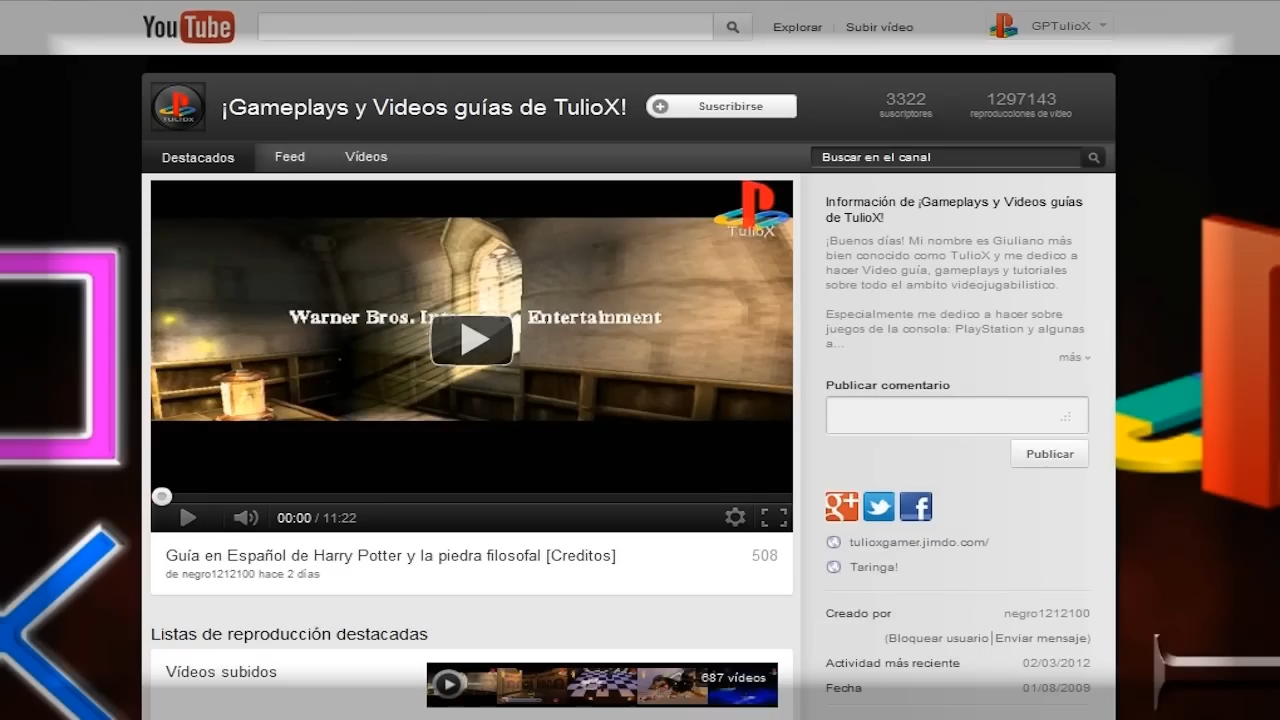 YouTube
Explorar
Subir vídeo
GPTulioX
TULIOX
¡Gameplays y Videos guías de TulioX!
Suscribirse
3322
suscriptores
1297143
reproducciones de vídeo
Destacados
Feed
Vídeos
Buscar en el canal
TulioX
Warner Bros. Entertainment
00:00 / 11:22
Guía en Español de Harry Potter y la piedra filosofal [Creditos]
508
de negro1212100 hace 2 días
Listas de reproducción destacadas
Vídeos subidos
687 vídeos
Información de ¡Gameplays y Videos guías
de TulioX!
¡Buenos días! Mi nombre es Giuliano más
bien conocido como TulioX y me dedico a
hacer Video guía, gameplays y tutoriales
sobre todo el ambito videojugabilistico.
Especialmente me dedico a hacer sobre
juegos de la consola: PlayStation y algunas
a...
más
Publicar comentario
Publicar
g+
f
tulioxgamer.jimdo.com/
Taringa!
Creado por
negro1212100
(Bloquear usuario|Enviar mensaje)
Actividad más reciente
02/03/2012
Fecha
01/08/2009